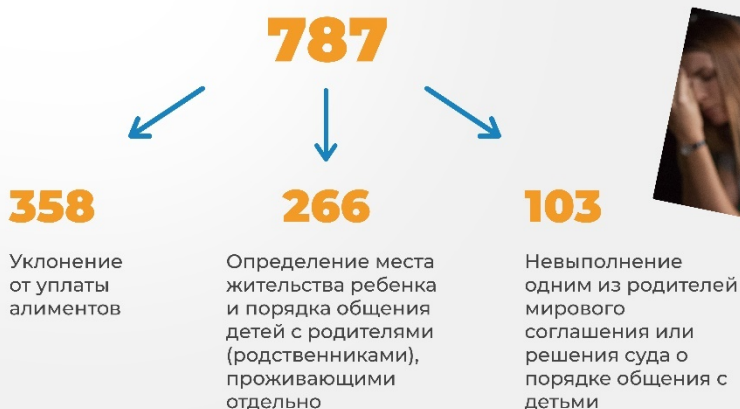 787
358
Уклонение
от уплаты
алиментов
266
Определение места
жительства ребенка
и порядка общения
детей с родителями
(родственниками),
проживающими
отдельно
103
Невыполнение
одним из родителей
мирового
соглашения или
решения суда о
порядке общения с
детьми